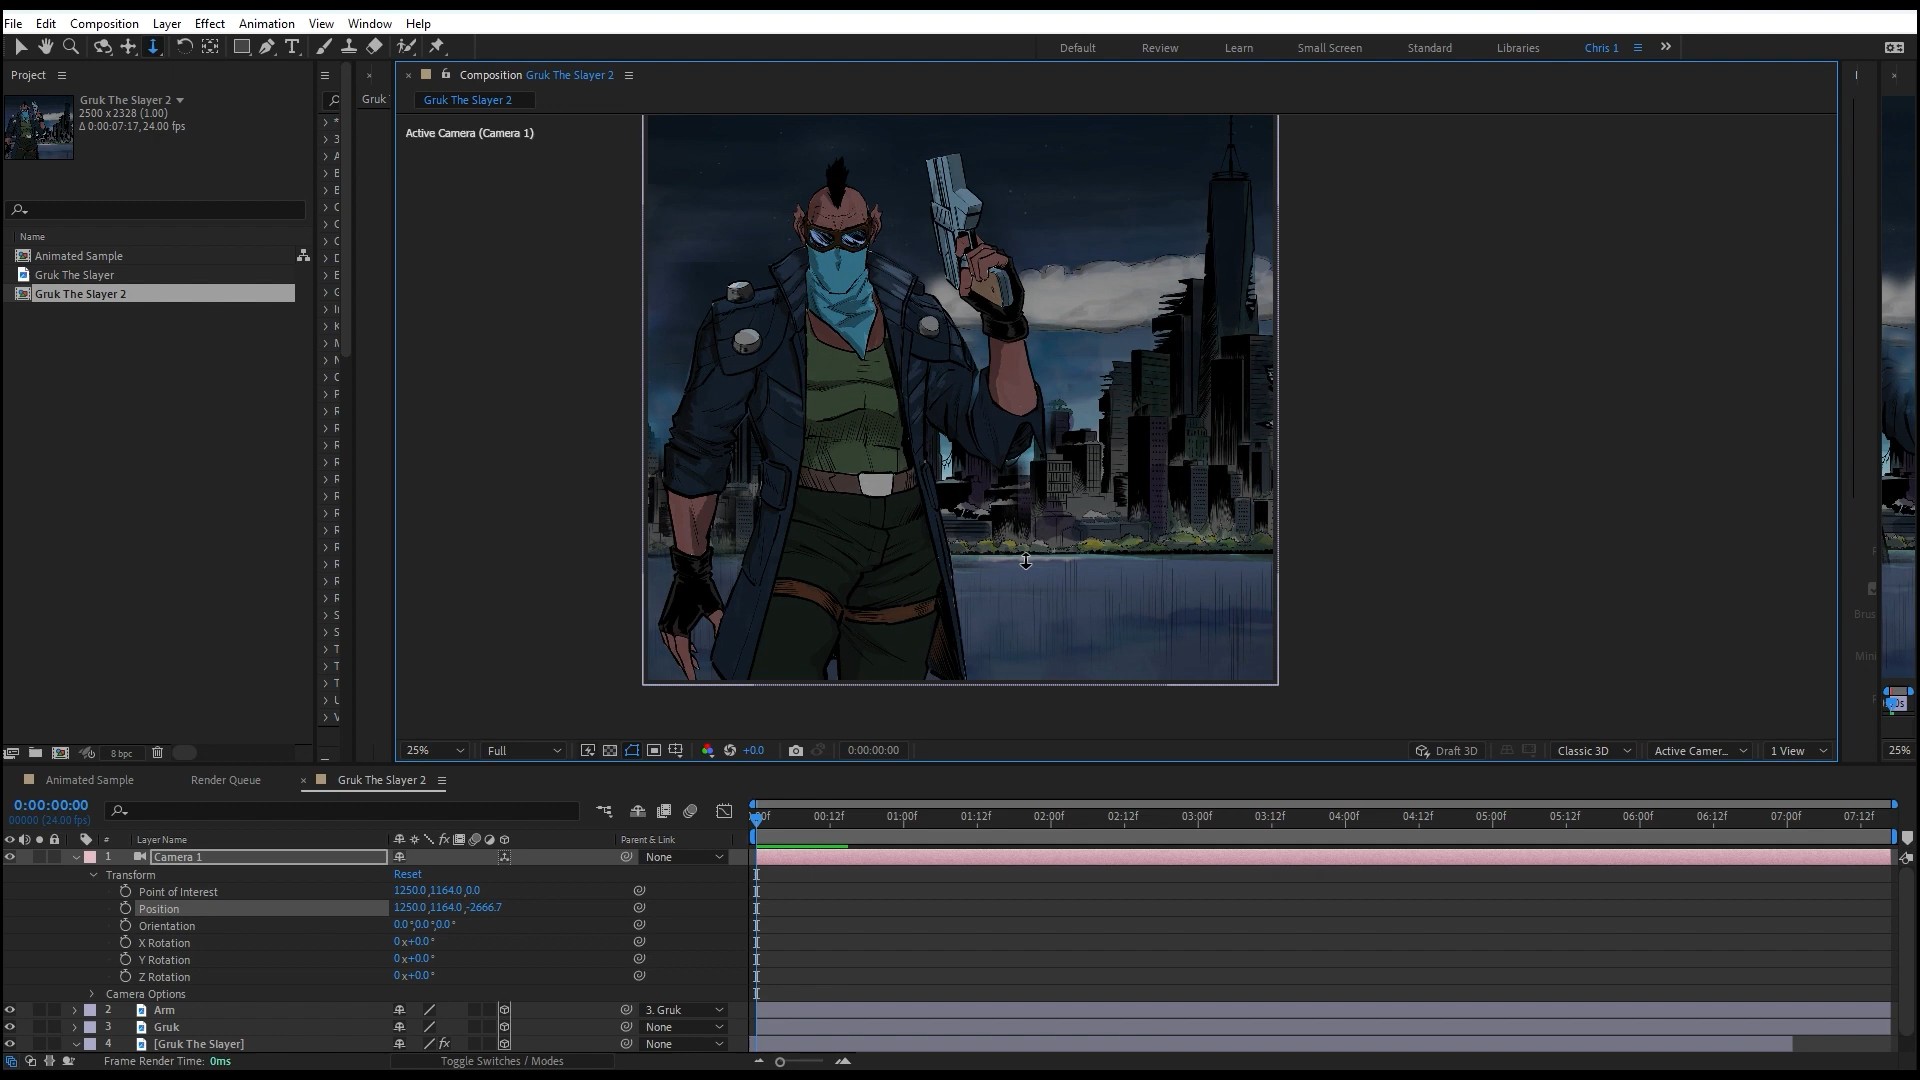 File Edit Composition Layer Effect Animation View Window Help
Default Review Learn Small Screen Standard Libraries Chris 1
Project
Gruk The Slayer 2
2500 x 2328 (1.00)
Δ 0:00:07:17, 24.00 fps
Name
Animated Sample
Gruk The Slayer
Gruk The Slayer 2
8 bpc
Gruk
Composition Gruk The Slayer 2
Gruk The Slayer 2
Active Camera (Camera 1)
25% Full +0.0 0:00:00:00 Draft 3D Classic 3D Active Camer... 1 View
25%
Animated Sample Render Queue Gruk The Slayer 2
0:00:00:00
00000 (24.00 fps)
00:12f 01:00f 01:12f 02:00f 02:12f 03:00f 03:12f 04:00f 04:12f 05:00f 05:12f 06:00f 06:12f 07:00f 07:12f
# Layer Name fx Parent & Link
1 Camera 1 None
Transform Reset
Point of Interest 1250.0,1164.0,0.0
Position 1250.0,1164.0,-2666.7
Orientation 0.0°,0.0°,0.0°
X Rotation 0x+0.0°
Y Rotation 0x+0.0°
Z Rotation 0x+0.0°
Camera Options
2 Arm 3. Gruk
3 Gruk None
4 [Gruk The Slayer] fx None
Frame Render Time: 0ms Toggle Switches / Modes